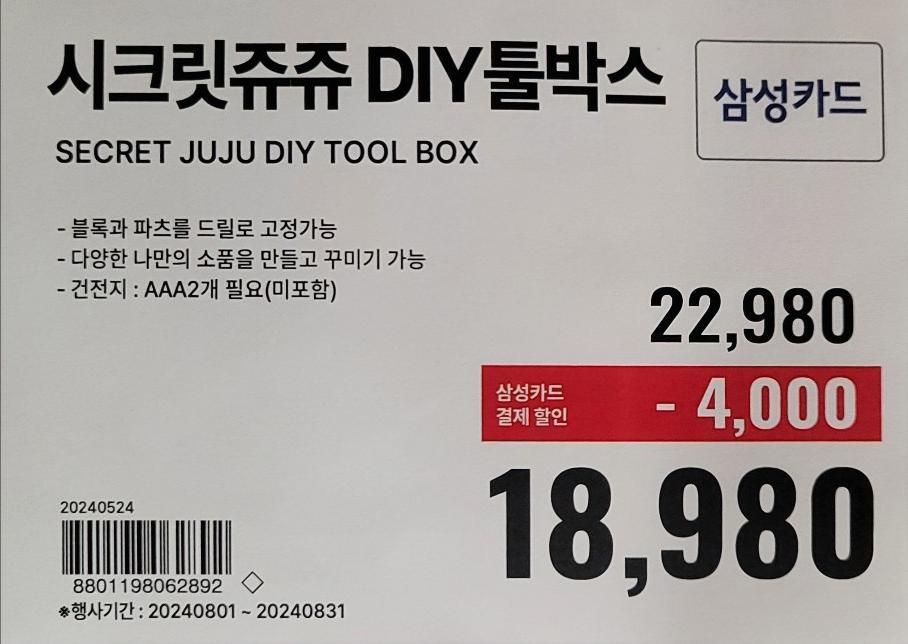 시크릿쥬쥬 DIY툴박스
삼성카드
SECRET JUJU DIY TOOL BOX
- 블록과 파츠를 드릴로 고정가능
- 다양한 나만의 소품을 만들고 꾸미기 가능
- 건전지 : AAA2개 필요(미포함)
22,980
삼성카드
결제 할인
- 4,000
18,980
20240524
8801198062892
※행사기간 : 20240801 ~ 20240831